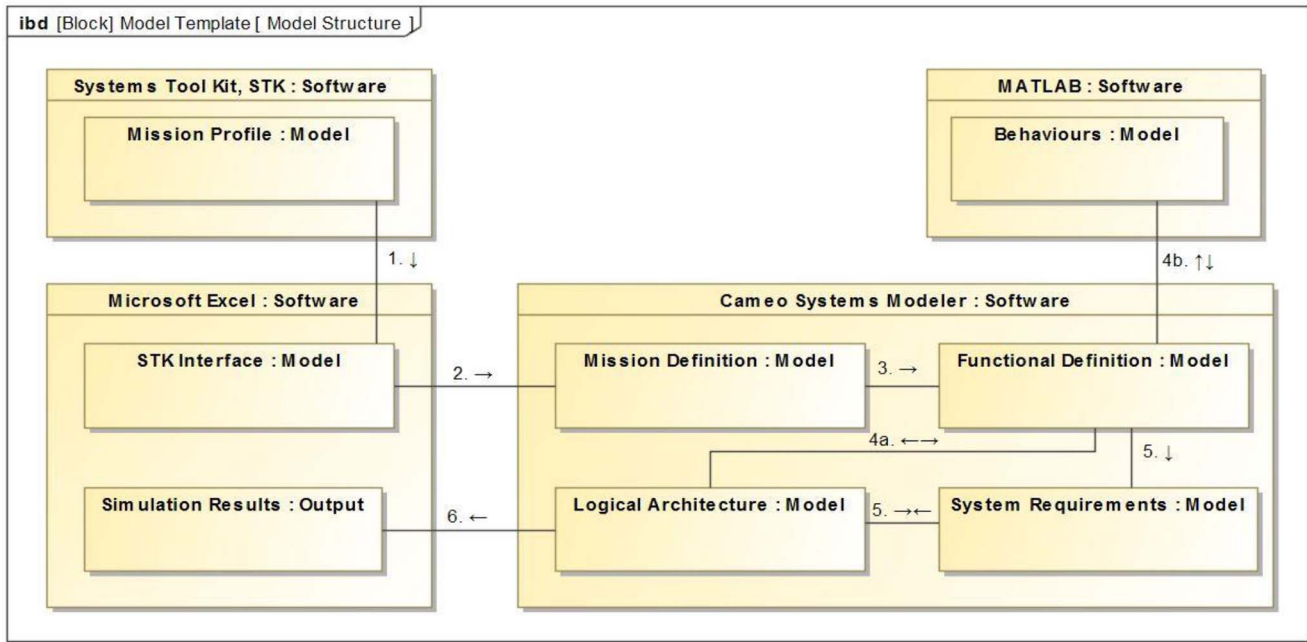 ibd [Block] Model Template [ Model Structure ]
Systems Tool Kit, STK : Software
Mission Profile : Model
MATLAB : Software
Behaviours : Model
1. ↓
4b. ↑↓
Microsoft Excel : Software
STK Interface : Model
Simulation Results : Output
2. →
6. ←
Cameo Systems Modeler : Software
Mission Definition : Model
3. →
Functional Definition : Model
4a. ←→
5. ↓
Logical Architecture : Model
5. →←
System Requirements : Model